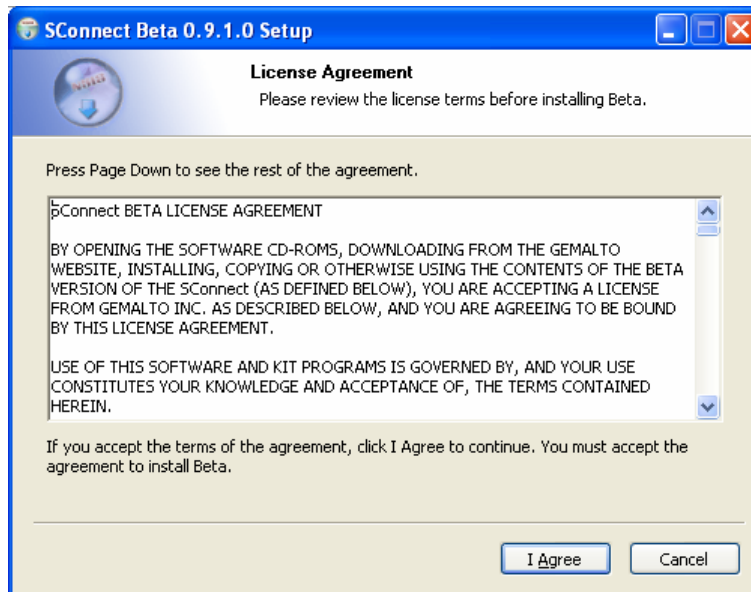 SConnect Beta 0.9.1.0 Setup
License Agreement
Please review the license terms before installing Beta.
Press Page Down to see the rest of the agreement.
SConnect BETA LICENSE AGREEMENT
BY OPENING THE SOFTWARE CD-ROMS, DOWNLOADING FROM THE GEMALTO
WEBSITE, INSTALLING, COPYING OR OTHERWISE USING THE CONTENTS OF THE BETA
VERSION OF THE SConnect (AS DEFINED BELOW), YOU ARE ACCEPTING A LICENSE
FROM GEMALTO INC. AS DESCRIBED BELOW, AND YOU ARE AGREEING TO BE BOUND
BY THIS LICENSE AGREEMENT.
USE OF THIS SOFTWARE AND KIT PROGRAMS IS GOVERNED BY, AND YOUR USE
CONSTITUTES YOUR KNOWLEDGE AND ACCEPTANCE OF, THE TERMS CONTAINED
HEREIN.
If you accept the terms of the agreement, click I Agree to continue. You must accept the
agreement to install Beta.
I Agree
Cancel